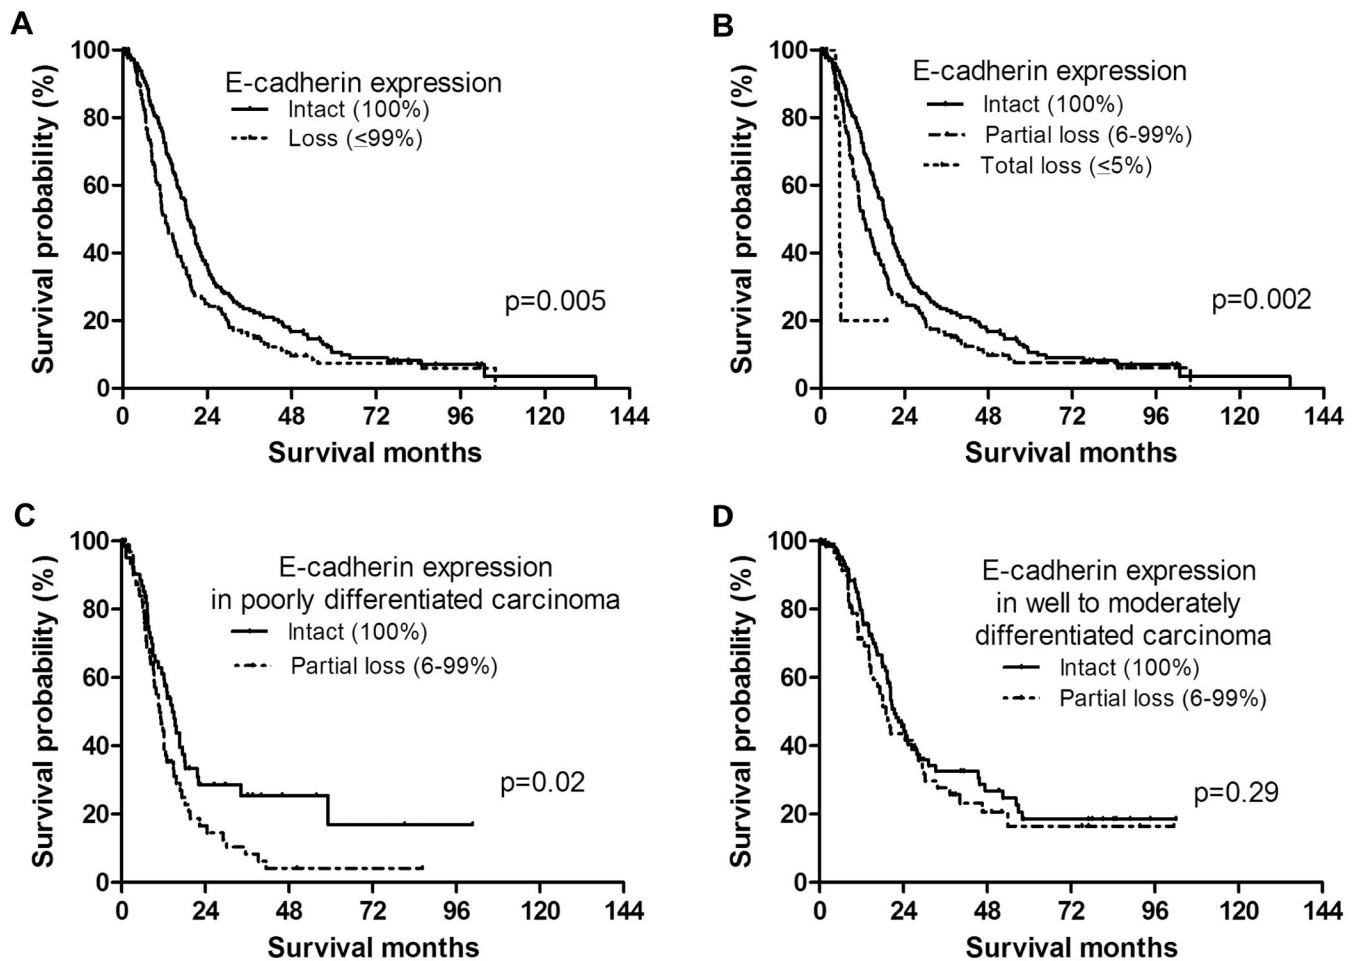 A
Survival probability (%)
100
80
60
40
20
0
E-cadherin expression
Intact (100%)
Loss (≤99%)
p=0.005
0 24 48 72 96 120 144
Survival months
B
Survival probability (%)
100
80
60
40
20
0
E-cadherin expression
Intact (100%)
Partial loss (6-99%)
Total loss (≤5%)
p=0.002
0 24 48 72 96 120 144
Survival months
C
Survival probability (%)
100
80
60
40
20
0
E-cadherin expression
in poorly differentiated carcinoma
Intact (100%)
Partial loss (6-99%)
p=0.02
0 24 48 72 96 120 144
Survival months
D
Survival probability (%)
100
80
60
40
20
0
E-cadherin expression
in well to moderately
differentiated carcinoma
Intact (100%)
Partial loss (6-99%)
p=0.29
0 24 48 72 96 120 144
Survival months